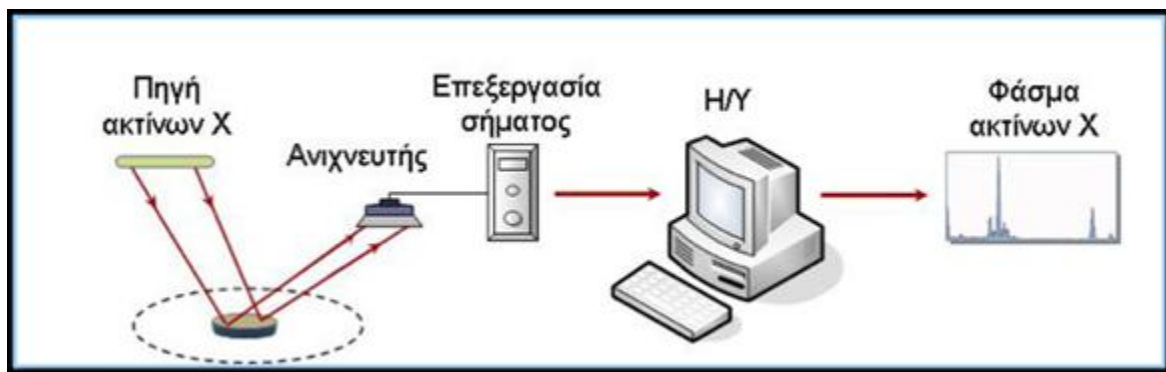 Πηγή
ακτίνων Χ
Ανιχνευτής
Επεξεργασία
σήματος
Η/Υ
Φάσμα
ακτίνων Χ